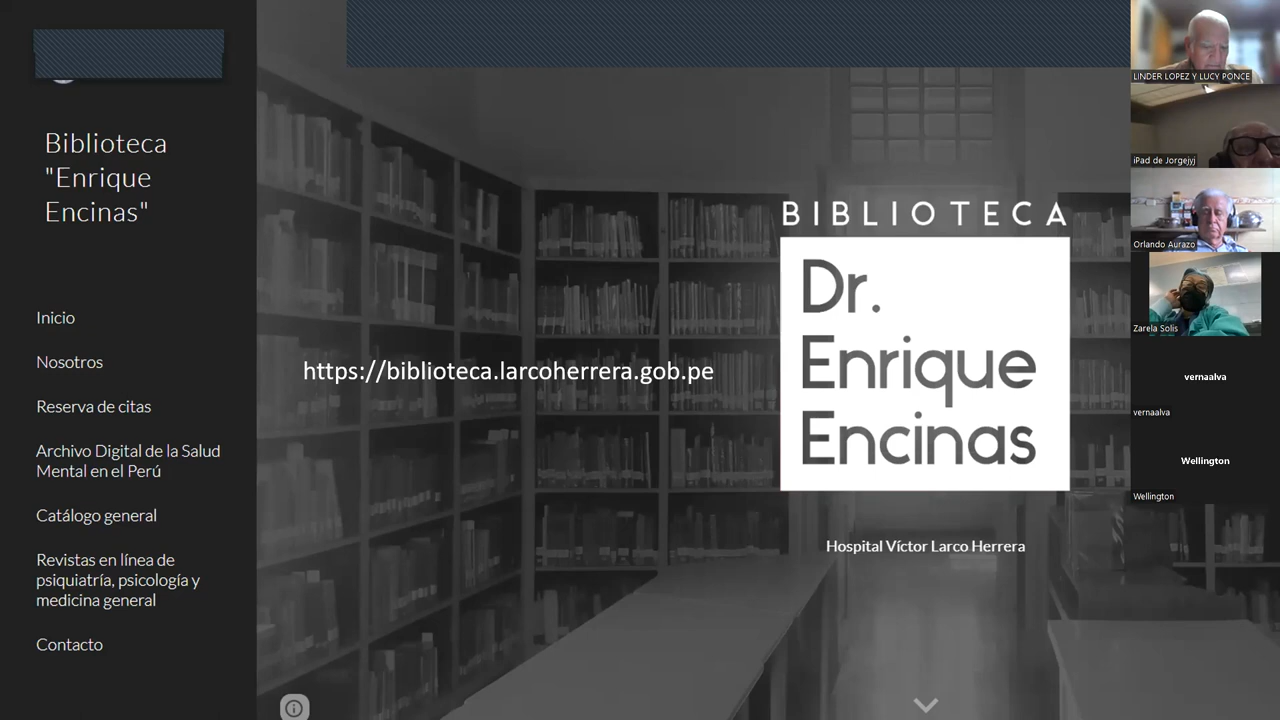 Biblioteca
"Enrique
Encinas"
Inicio
Nosotros
Reserva de citas
Archivo Digital de la Salud
Mental en el Perú
Catálogo general
Revistas en línea de
psiquiatría, psicología y
medicina general
Contacto
https://biblioteca.larcoherrera.gob.pe
BIBLIOTECA
Dr.
Enrique
Encinas
Hospital Víctor Larco Herrera
LINDER LOPEZ Y LUCY PONCE
iPad de Jorgejyj
Orlando Aurazo
Zarela Solis
vernaalva
vernaalva
Wellington
Wellington